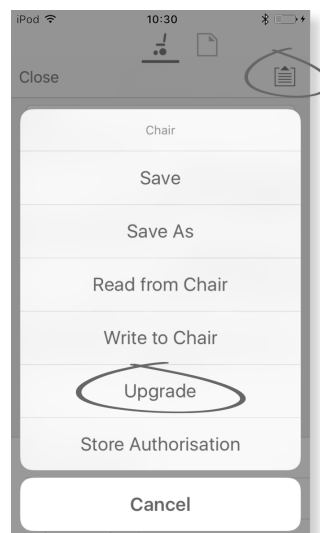 iPod 10:30
Close
Chair
Save
Save As
Read from Chair
Write to Chair
Upgrade
Store Authorisation
Cancel